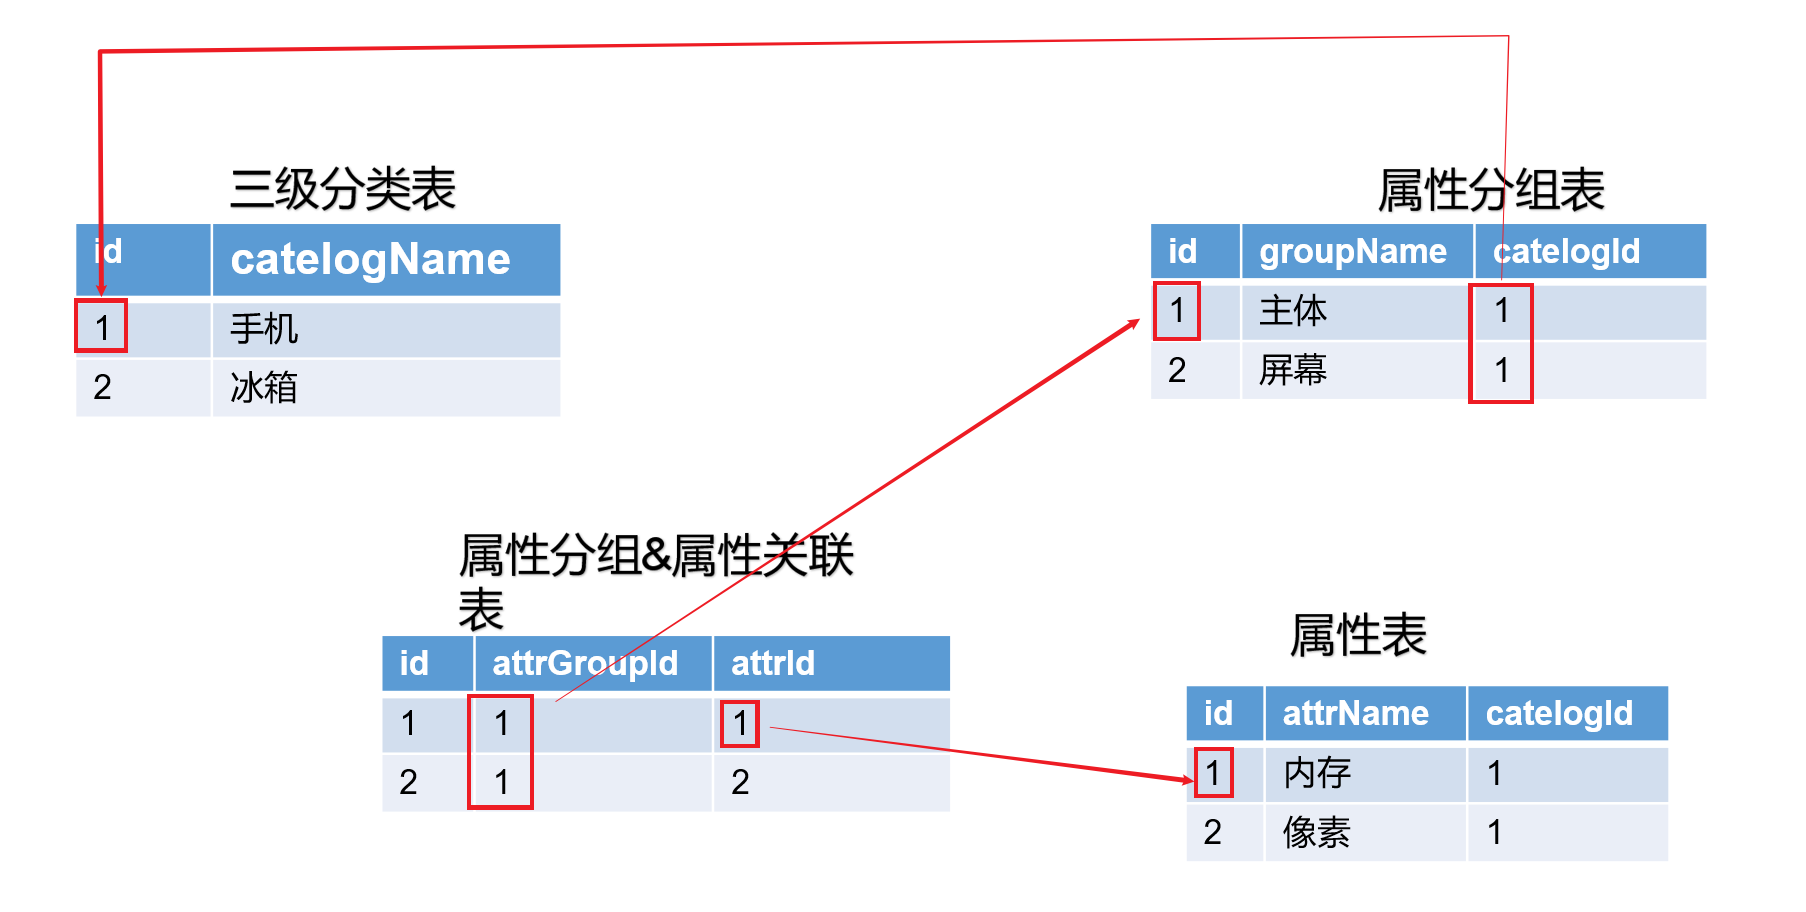 三级分类表
id catelogName
1 手机
2 冰箱
属性分组表
id groupName catelogId
1 主体 1
2 屏幕 1
属性分组&属性关联
表
id attrGroupId attrId
1 1 1
2 1 2
属性表
id attrName catelogId
1 内存 1
2 像素 1